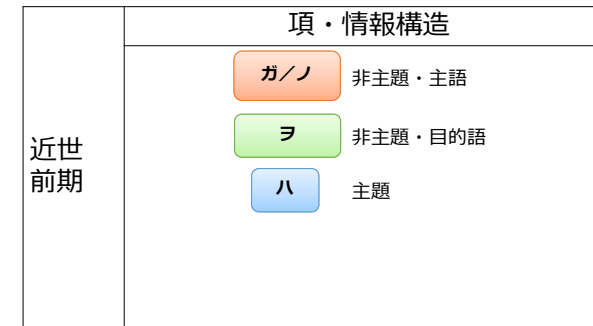 項・情報構造
近世
前期
ガ/ノ 非主題・主語
ヲ 非主題・目的語
ハ 主題